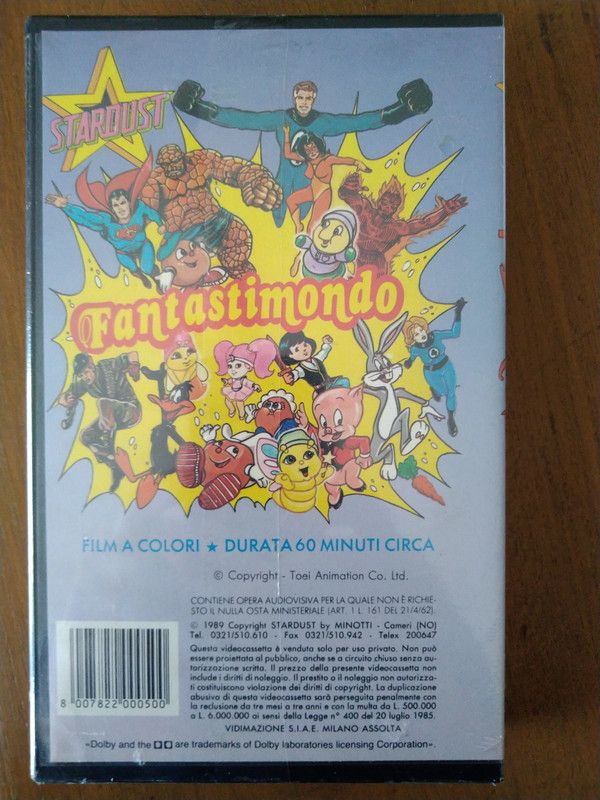 STARDUST
Fantastimondo
FILM A COLORI ★ DURATA 60 MINUTI CIRCA
© Copyright - Toei Animation Co. Ltd.
CONTIENE OPERA AUDIOVISIVA PER LA QUALE NON È RICHIE-
STO IL NULLA OSTA MINISTERIALE (ART. 1 L. 161 DEL 21/4/62).
© 1989 Copyright STARDUST by MINOTTI - Cameri (NO)
Tel. 0321/510.610 - Fax 0321/510.942 - Telex 200647
Questa videocassetta è venduta solo per uso privato. Non può
essere proiettata al pubblico, anche se a circuito chiuso senza au-
torizzazione scritta. Il prezzo della presente videocassetta non
include i diritti di noleggio. Il prestito o il noleggio non autorizza-
ti costituiscono violazione dei diritti di copyright. La duplicazione
abusiva di questa videocassetta sarà perseguita penalmente con
la reclusione da tre mesi a tre anni e con la multa da L. 500.000
a L. 6.000.000 ai sensi della Legge n° 400 del 20 luglio 1985.
VIDIMAZIONE S.I.A.E. MILANO ASSOLTA
8 007822 000500
«Dolby and the are trademarks of Dolby laboratories licensing Corporation».